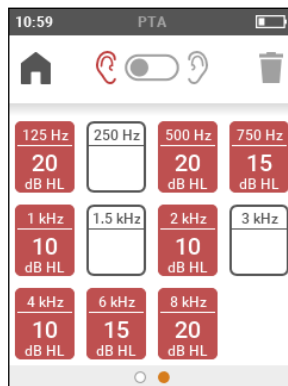 10:59 PTA
125 Hz 250 Hz 500 Hz 750 Hz
20 20 15
dB HL dB HL dB HL
1 kHz 1.5 kHz 2 kHz 3 kHz
10 10
dB HL dB HL
4 kHz 6 kHz 8 kHz
10 15 20
dB HL dB HL dB HL